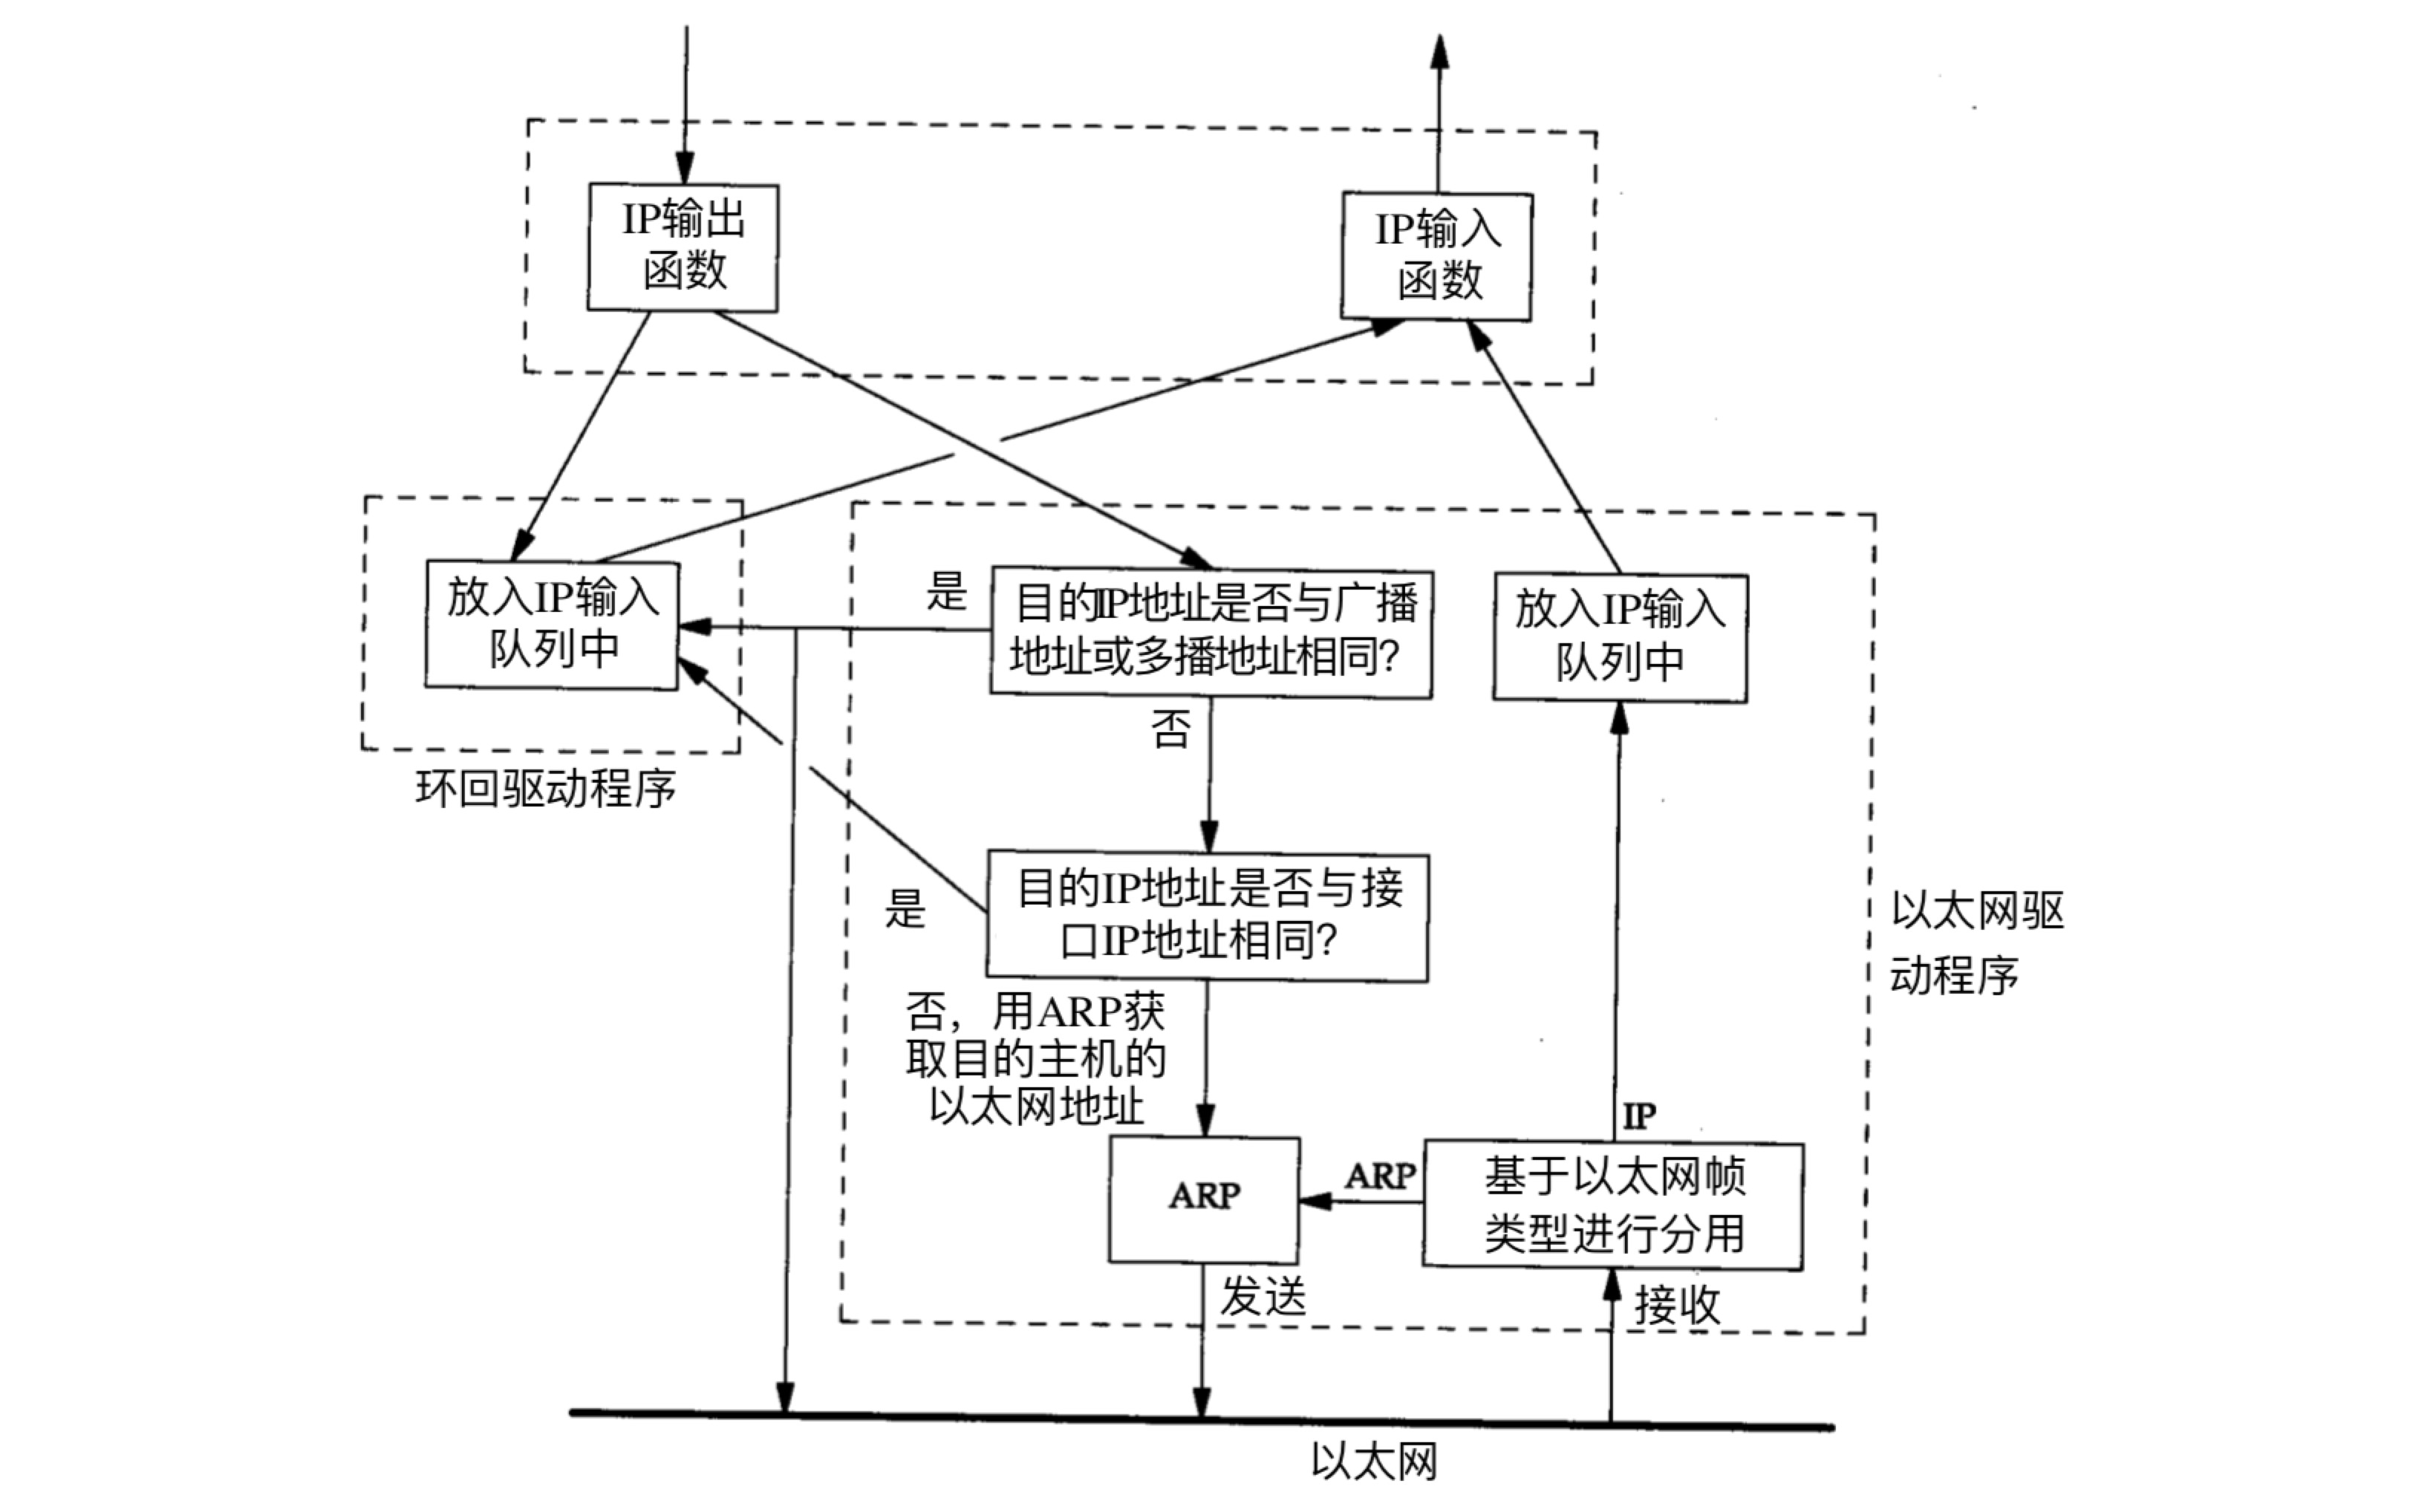 IP输出
函数
IP输入
函数
放入IP输入
队列中
环回驱动程序
是
目的IP地址是否与广播
地址或多播地址相同?
放入IP输入
队列中
否
是
目的IP地址是否与接
口IP地址相同?
以太网驱
动程序
否，用ARP获
取目的主机的
以太网地址
ARP
ARP
IP
基于以太网帧
类型进行分用
发送
接收
以太网